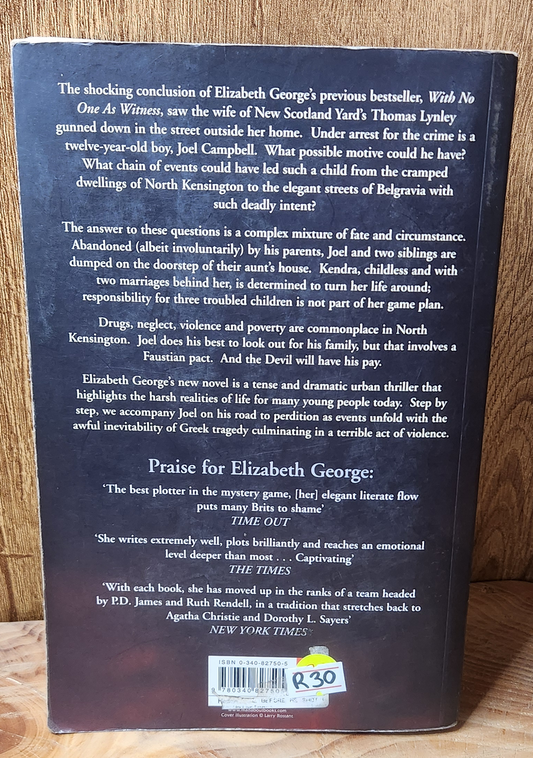 The shocking conclusion of Elizabeth George's previous bestseller, With No
One As Witness, saw the wife of New Scotland Yard's Thomas Lynley
gunned down in the street outside her home. Under arrest for the crime is a
twelve-year-old boy, Joel Campbell. What possible motive could he have?
What chain of events could have led such a child from the cramped
dwellings of North Kensington to the elegant streets of Belgravia with
such deadly intent?
The answer to these questions is a complex mixture of fate and circumstance.
Abandoned (albeit involuntarily) by his parents, Joel and two siblings are
dumped on the doorstep of their aunt's house. Kendra, childless and with
two marriages behind her, is determined to turn her life around;
responsibility for three troubled children is not part of her game plan.
Drugs, neglect, violence and poverty are commonplace in North
Kensington. Joel does his best to look out for his family, but that involves a
Faustian pact. And the Devil will have his pay.
Elizabeth George's new novel is a tense and dramatic urban thriller that
highlights the harsh realities of life for many young people today. Step by
step, we accompany Joel on his road to perdition as events unfold with the
awful inevitability of Greek tragedy culminating in a terrible act of violence.
Praise for Elizabeth George:
'The best plotter in the mystery game, [her] elegant literate flow
puts many Brits to shame'
TIME OUT
'She writes extremely well, plots brilliantly and reaches an emotional
level deeper than most . . . Captivating'
THE TIMES
'With each book, she has moved up in the ranks of a team headed
by P.D. James and Ruth Rendell, in a tradition that stretches back to
Agatha Christie and Dorothy L. Sayers'
NEW YORK TIMES
ISBN 0-340-82750-5
R30
9 780340 82750
Cover illustration © Larry Rostant